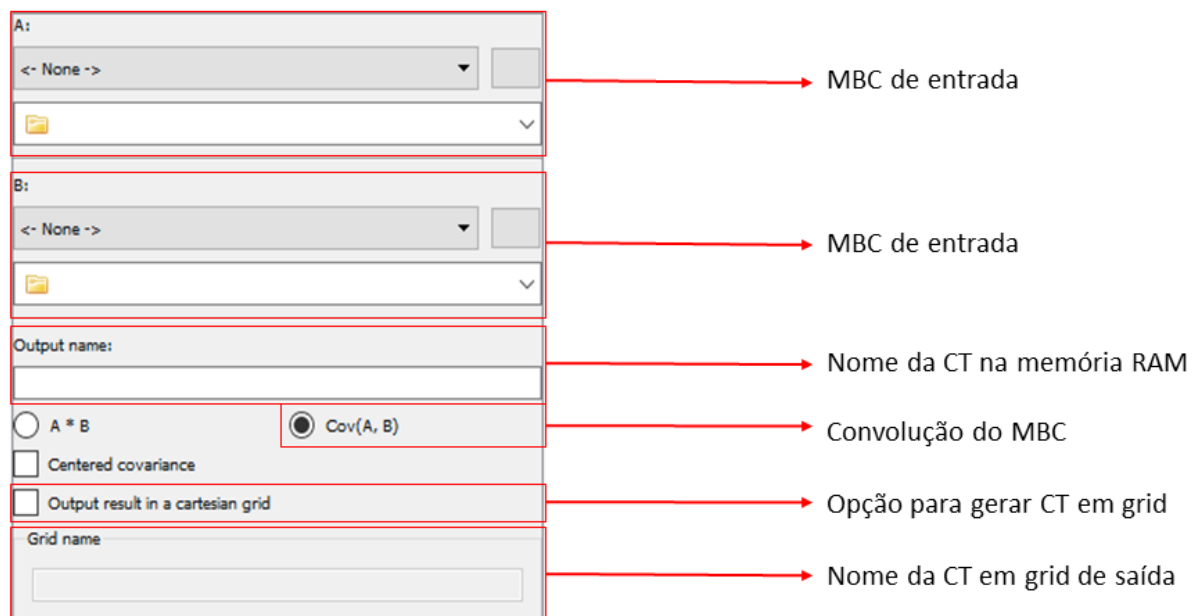 A:
<- None ->
MBC de entrada
B:
<- None ->
MBC de entrada
Output name:
Nome da CT na memória RAM
A * B
Cov(A, B)
Convolução do MBC
Centered covariance
Output result in a cartesian grid
Opção para gerar CT em grid
Grid name
Nome da CT em grid de saída